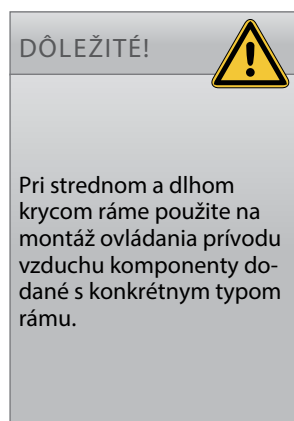 DÔLEŽITÉ!
Pri strednom a dlhom
krycom ráme použite na
montáž ovládania prívodu
vzduchu komponenty do-
dané s konkrétnym typom
rámu.